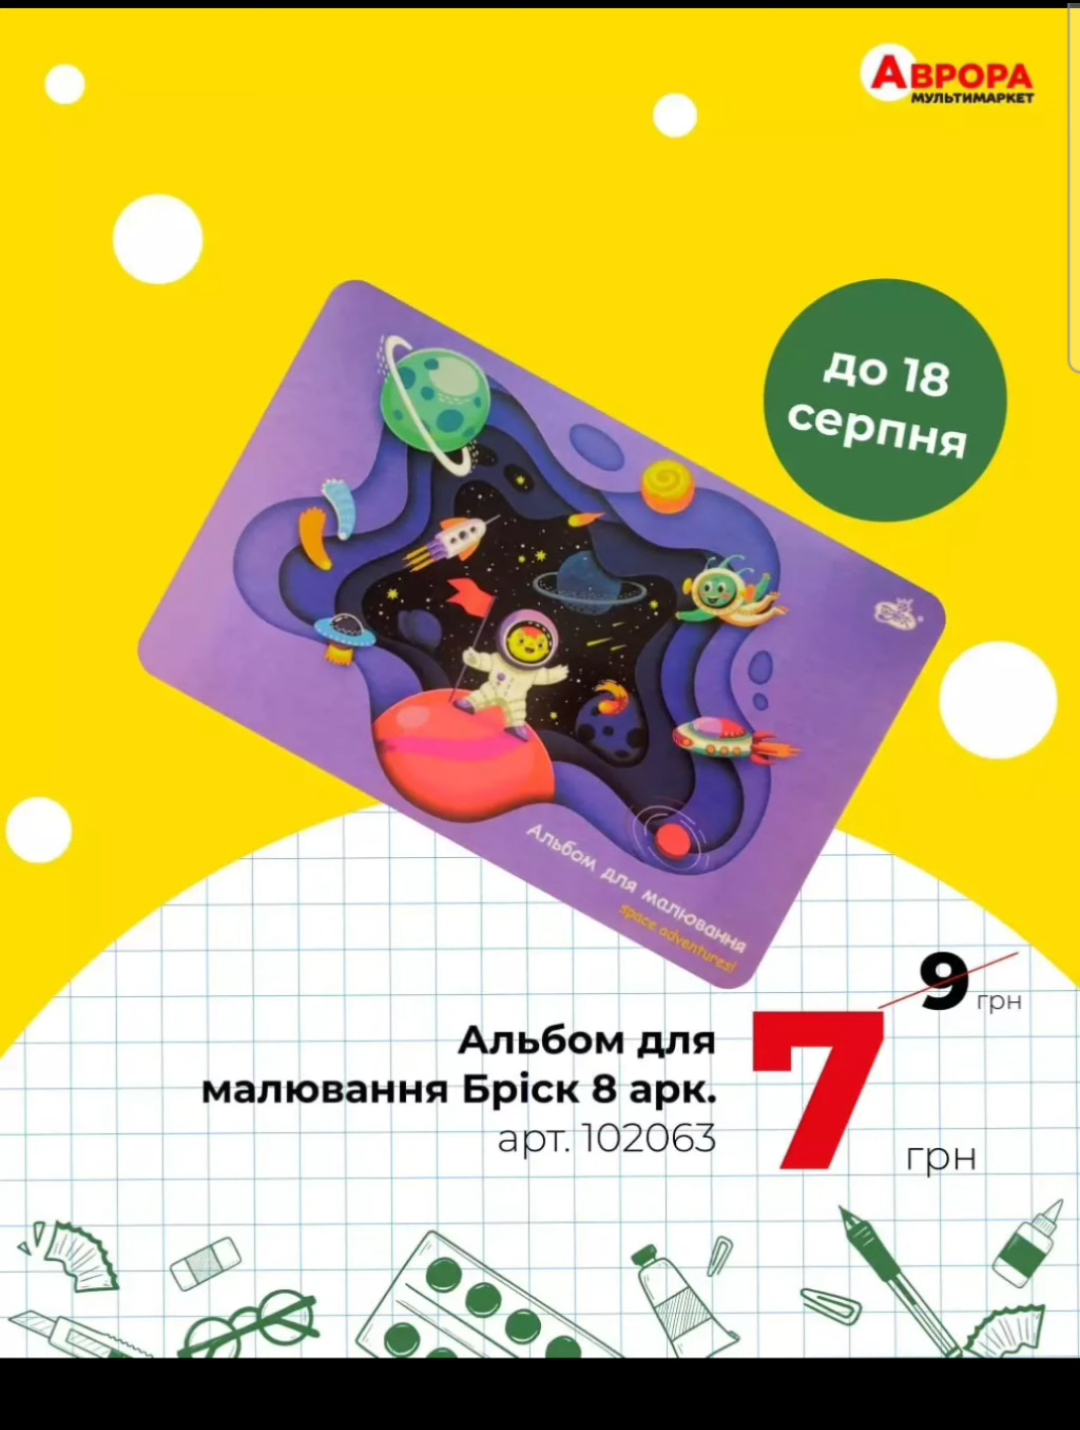 АВРОРА
МУЛЬТИМАРКЕТ
до 18
серпня
Альбом для малювання
space adventures!
9 грн
Альбом для
малювання Бріск 8 арк.
арт. 102063
7 грн